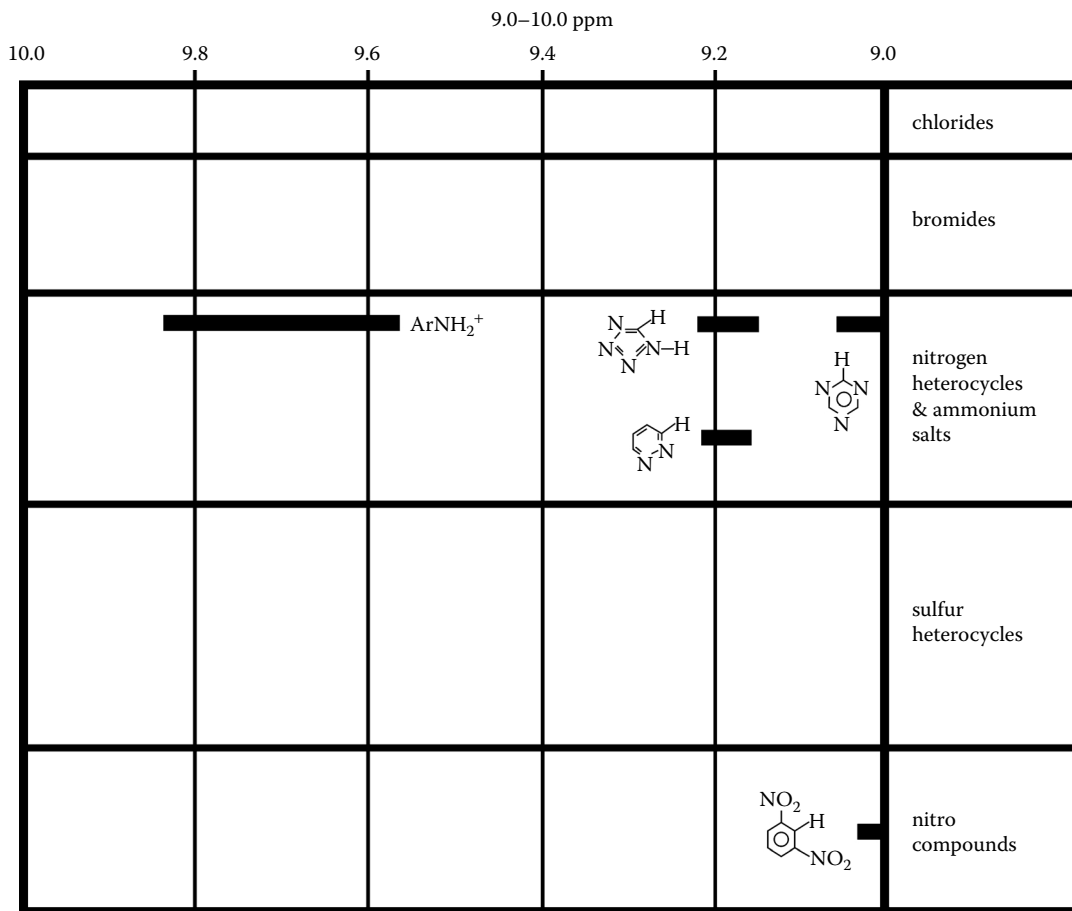 9.0–10.0 ppm
10.0 9.8 9.6 9.4 9.2 9.0
chlorides
bromides
ArNH₂⁺
N H
N N–H
N
H
N N
N
H
N
N
nitrogen
heterocycles
& ammonium
salts
sulfur
heterocycles
NO₂
H
NO₂
nitro
compounds